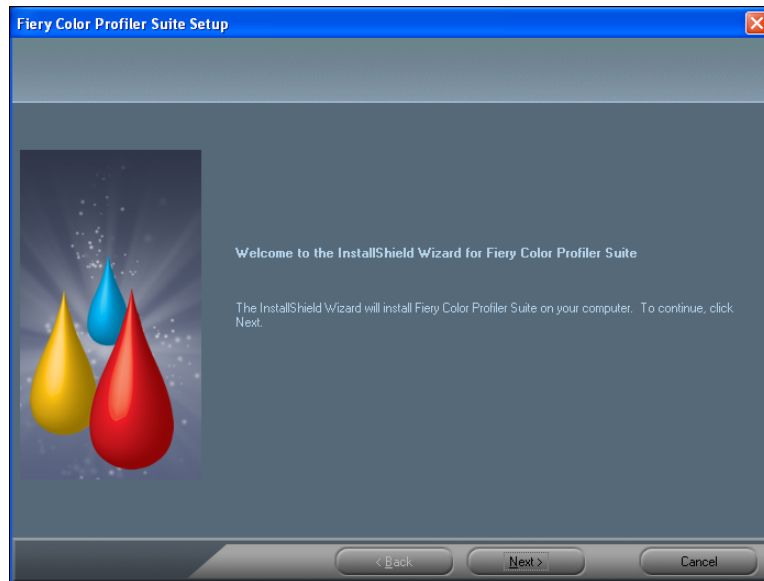 Fiery Color Profiler Suite Setup
Welcome to the InstallShield Wizard for Fiery Color Profiler Suite
The InstallShield Wizard will install Fiery Color Profiler Suite on your computer. To continue, click
Next.
< Back Next > Cancel